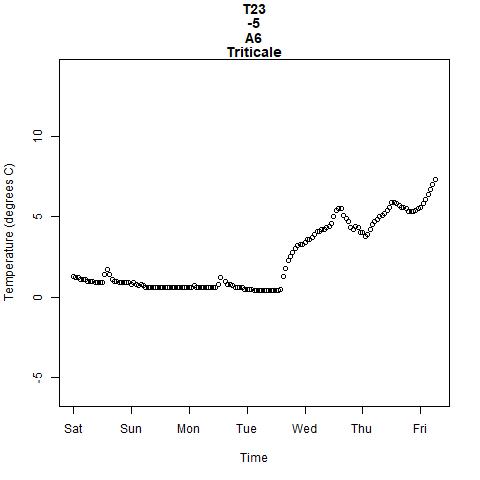 T23
-5
A6
Triticale
Temperature (degrees C)
10
5
0
-5
Sat Sun Mon Tue Wed Thu Fri
Time